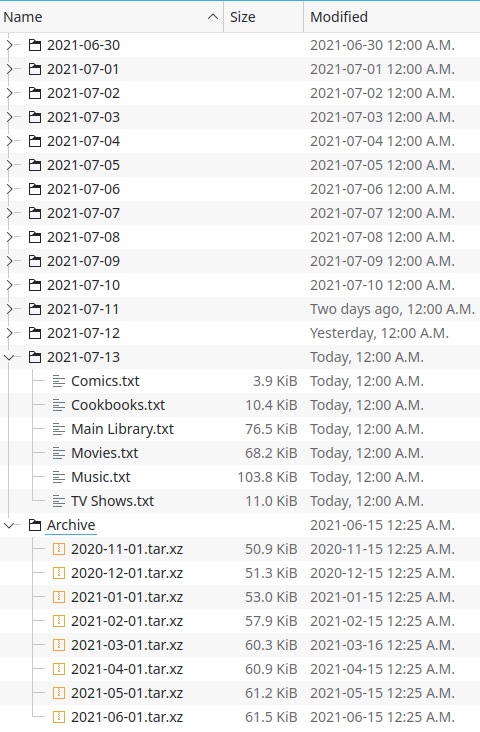 Name Size Modified
2021-06-30 2021-06-30 12:00 A.M.
2021-07-01 2021-07-01 12:00 A.M.
2021-07-02 2021-07-02 12:00 A.M.
2021-07-03 2021-07-03 12:00 A.M.
2021-07-04 2021-07-04 12:00 A.M.
2021-07-05 2021-07-05 12:00 A.M.
2021-07-06 2021-07-06 12:00 A.M.
2021-07-07 2021-07-07 12:00 A.M.
2021-07-08 2021-07-08 12:00 A.M.
2021-07-09 2021-07-09 12:00 A.M.
2021-07-10 2021-07-10 12:00 A.M.
2021-07-11 Two days ago, 12:00 A.M.
2021-07-12 Yesterday, 12:00 A.M.
2021-07-13 Today, 12:00 A.M.
Comics.txt 3.9 KiB Today, 12:00 A.M.
Cookbooks.txt 10.4 KiB Today, 12:00 A.M.
Main Library.txt 76.5 KiB Today, 12:00 A.M.
Movies.txt 68.2 KiB Today, 12:00 A.M.
Music.txt 103.8 KiB Today, 12:00 A.M.
TV Shows.txt 11.0 KiB Today, 12:00 A.M.
Archive 2021-06-15 12:25 A.M.
2020-11-01.tar.xz 50.9 KiB 2020-11-15 12:25 A.M.
2020-12-01.tar.xz 51.3 KiB 2020-12-15 12:25 A.M.
2021-01-01.tar.xz 53.0 KiB 2021-01-15 12:25 A.M.
2021-02-01.tar.xz 57.9 KiB 2021-02-15 12:25 A.M.
2021-03-01.tar.xz 60.3 KiB 2021-03-16 12:25 A.M.
2021-04-01.tar.xz 60.9 KiB 2021-04-15 12:25 A.M.
2021-05-01.tar.xz 61.2 KiB 2021-05-15 12:25 A.M.
2021-06-01.tar.xz 61.5 KiB 2021-06-15 12:25 A.M.